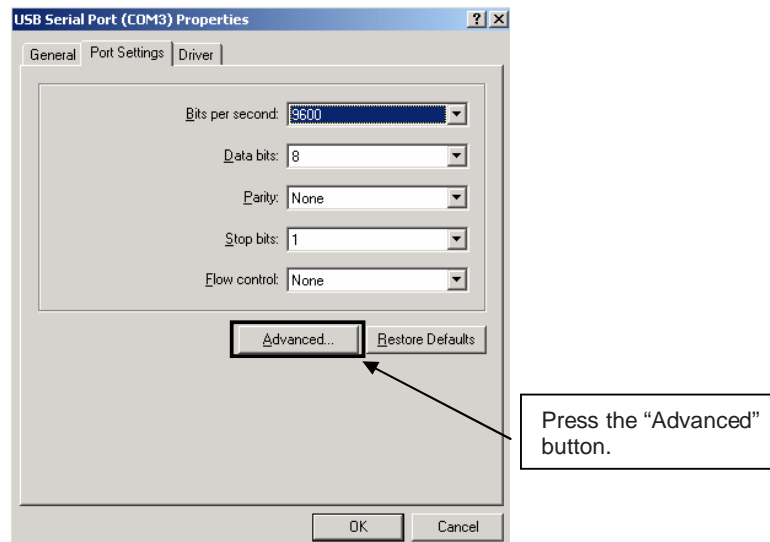 USB Serial Port (COM3) Properties
General Port Settings Driver
Bits per second: 9600
Data bits: 8
Parity: None
Stop bits: 1
Flow control: None
Advanced... Restore Defaults
Press the “Advanced”
button.
OK Cancel